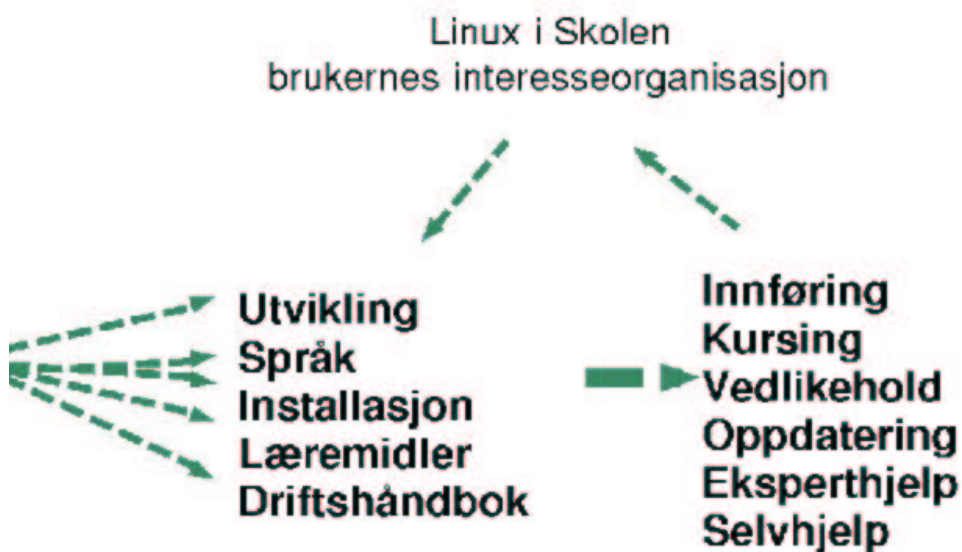 Linux i Skolen
brukernes interesseorganisasjon
Utvikling
Språk
Installasjon
Læremidler
Driftshåndbok
Innføring
Kursing
Vedlikehold
Oppdatering
Eksperthjelp
Selvhjelp